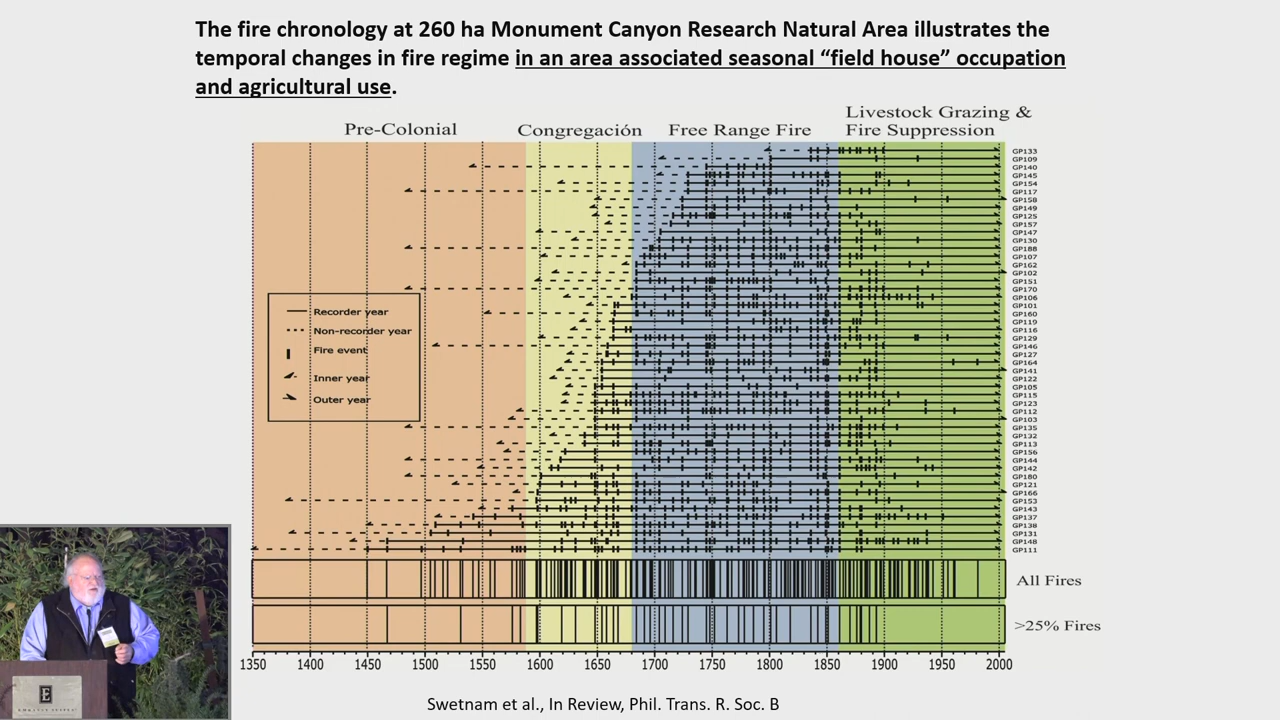 The fire chronology at 260 ha Monument Canyon Research Natural Area illustrates the
temporal changes in fire regime in an area associated seasonal “field house” occupation
and agricultural use.
Pre-Colonial
Congregación
Free Range Fire
Livestock Grazing &
Fire Suppression
GP133
GP109
GP140
GP145
GP154
GP117
GP158
GP149
GP125
GP157
GP147
GP130
GP188
GP107
GP162
GP102
GP151
GP170
GP106
GP101
GP160
GP119
GP116
GP129
GP146
GP127
GP164
GP141
GP122
GP105
GP115
GP123
GP112
GP103
GP135
GP132
GP113
GP156
GP144
GP142
GP180
GP121
GP166
GP153
GP143
GP137
GP138
GP131
GP148
GP111
Recorder year
Non-recorder year
Fire event
Inner year
Outer year
All Fires
>25% Fires
1350 1400 1450 1500 1550 1600 1650 1700 1750 1800 1850 1900 1950 2000
E
Swetnam et al., In Review, Phil. Trans. R. Soc. B